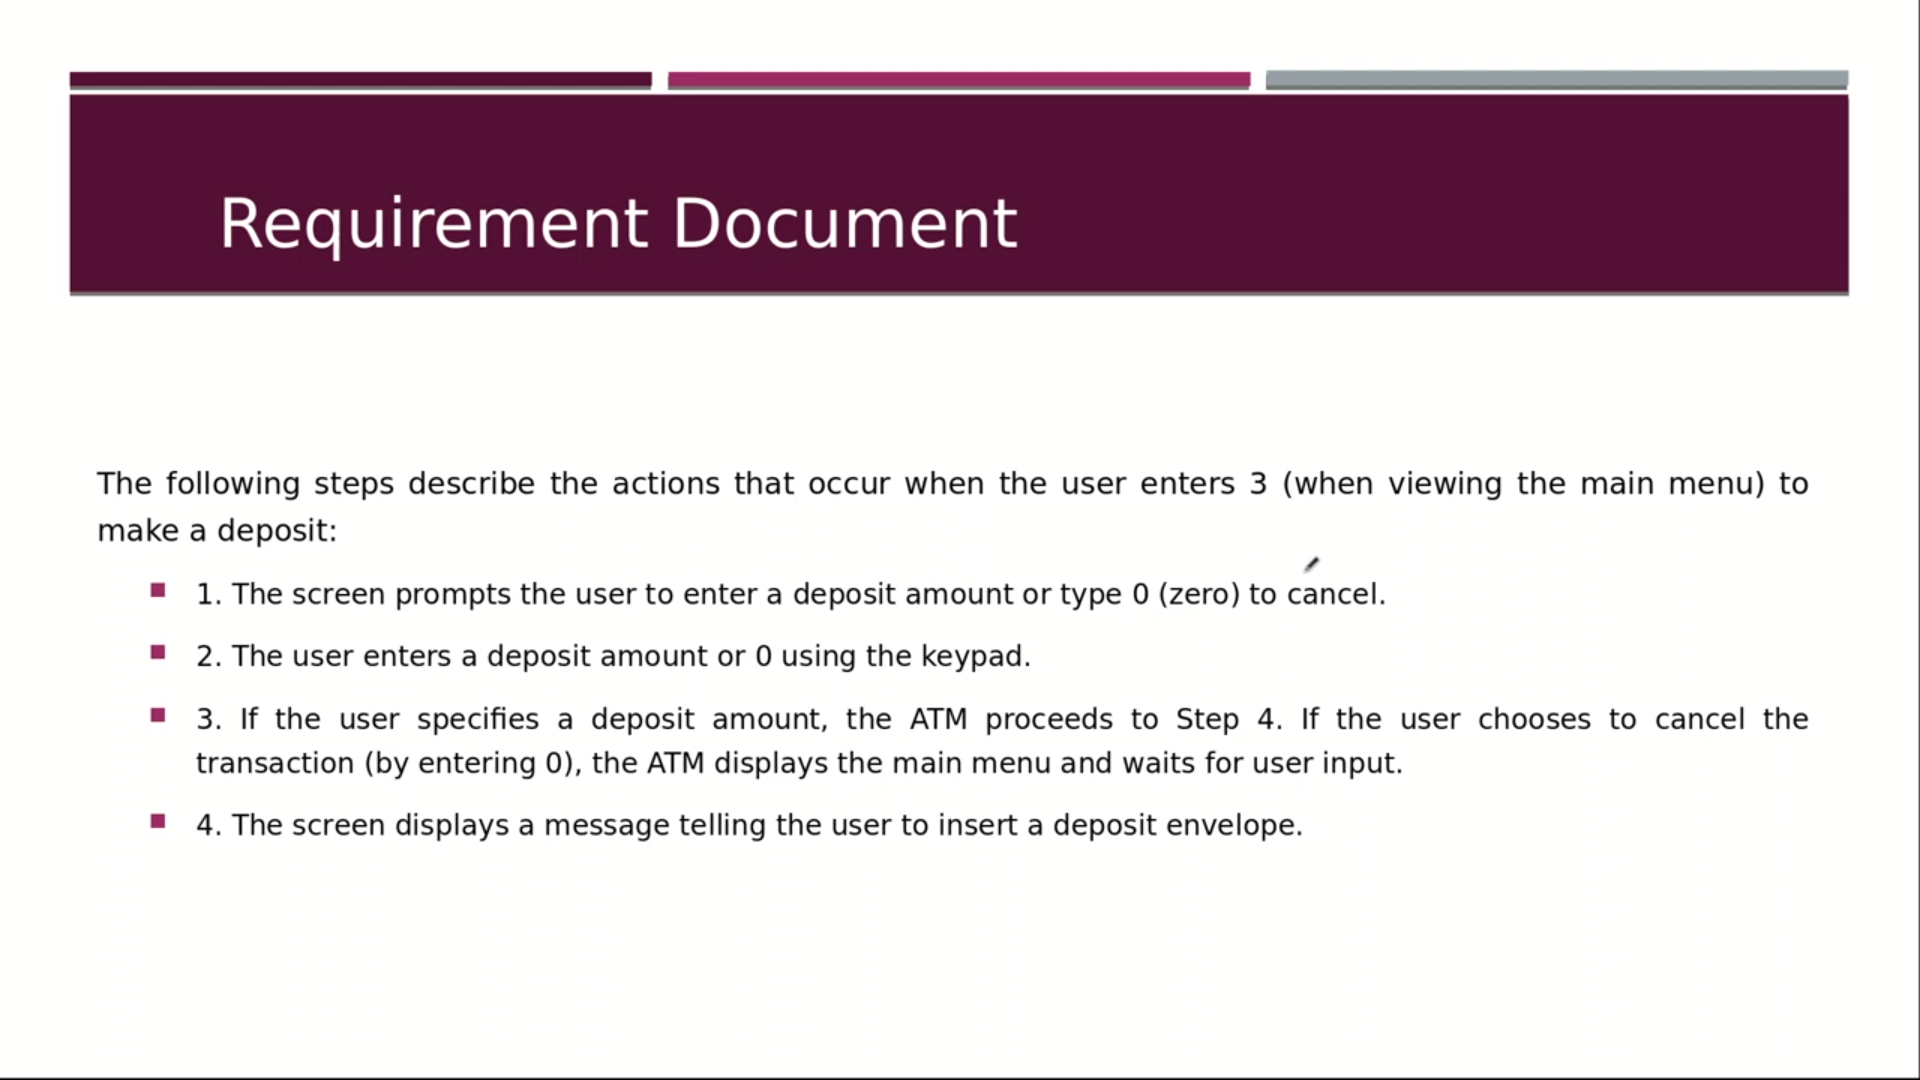 Requirement Document
The following steps describe the actions that occur when the user enters 3 (when viewing the main menu) to
make a deposit:
1. The screen prompts the user to enter a deposit amount or type 0 (zero) to cancel.
2. The user enters a deposit amount or 0 using the keypad.
3. If the user specifies a deposit amount, the ATM proceeds to Step 4. If the user chooses to cancel the
transaction (by entering 0), the ATM displays the main menu and waits for user input.
4. The screen displays a message telling the user to insert a deposit envelope.